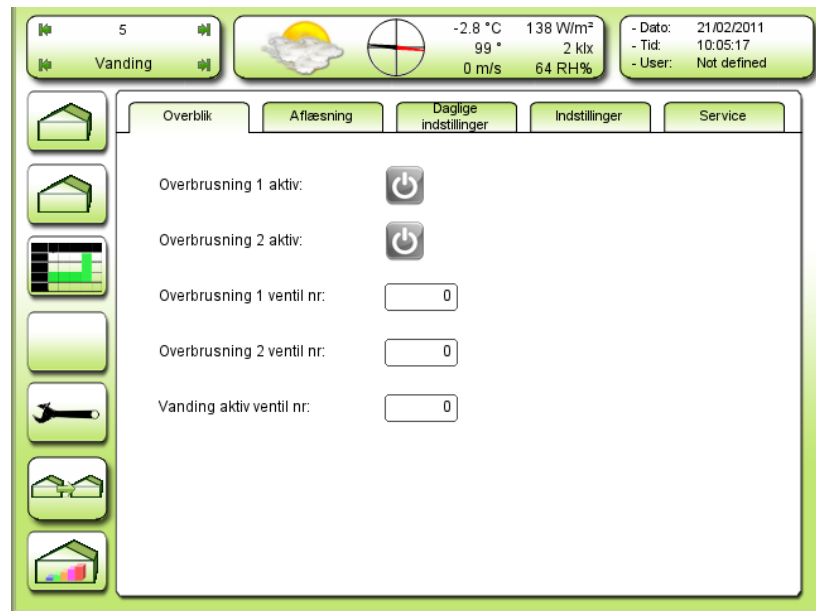 5
Vanding
-2.8 °C 138 W/m²
99 ° 2 klx
0 m/s 64 RH%
- Dato: 21/02/2011
- Tid: 10:05:17
- User: Not defined
Overblik
Aflæsning
Daglige
indstillinger
Indstillinger
Service
Overbrusning 1 aktiv:
Overbrusning 2 aktiv:
Overbrusning 1 ventil nr: 0
Overbrusning 2 ventil nr: 0
Vanding aktiv ventil nr: 0